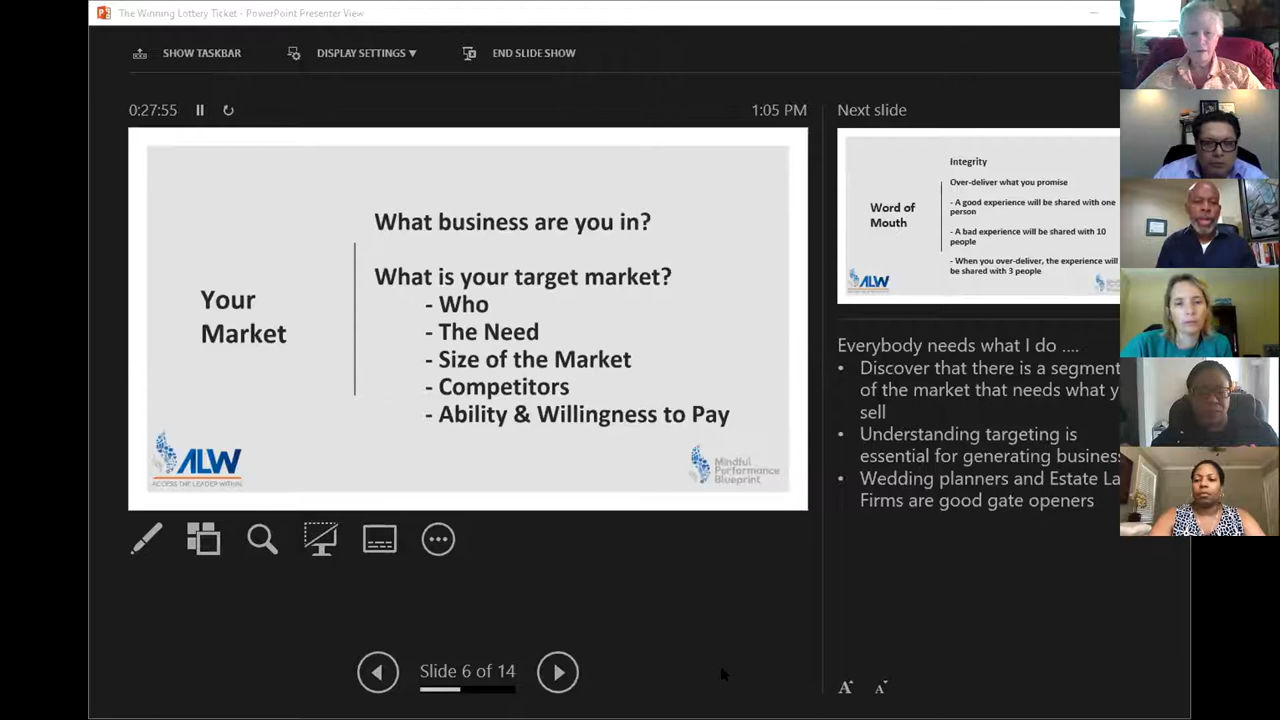 The Winning Lottery Ticket - PowerPoint Presenter View
SHOW TASKBAR
DISPLAY SETTINGS ▼
END SLIDE SHOW
0:27:55
1:05 PM
Your
Market
What business are you in?
What is your target market?
- Who
- The Need
- Size of the Market
- Competitors
- Ability & Willingness to Pay
ALW
ACCESS THE LEADER WITHIN
Mindful
Performance
Blueprint
Slide 6 of 14
Next slide
Word of
Mouth
Integrity
Over-deliver what you promise
- A good experience will be shared with one
person
- A bad experience will be shared with 10
people
- When you over-deliver, the experience will
be shared with 3 people
ALW
Everybody needs what I do ....
• Discover that there is a segment
of the market that needs what y
sell
• Understanding targeting is
essential for generating business
• Wedding planners and Estate La
Firms are good gate openers
A
A